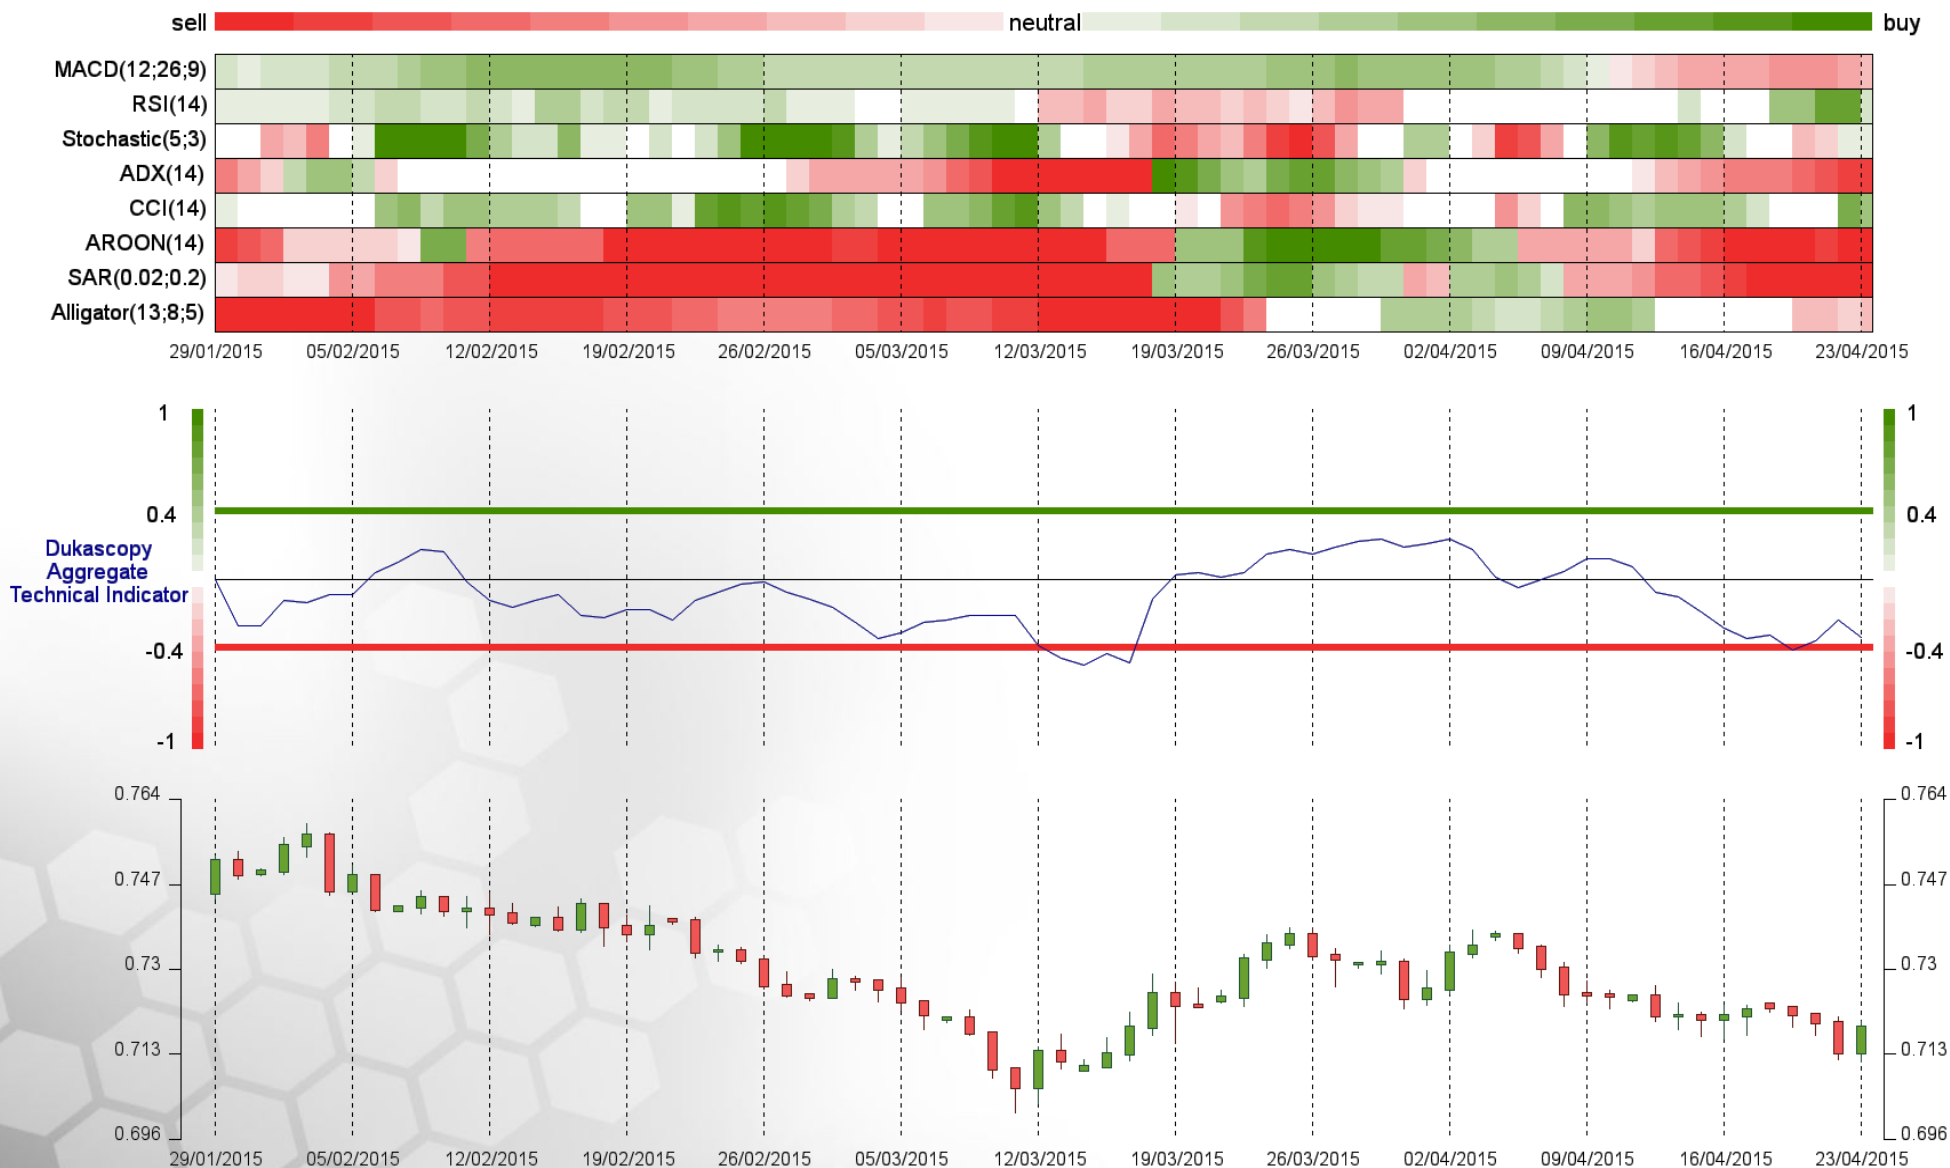 sell neutral buy
MACD(12;26;9)
RSI(14)
Stochastic(5;3)
ADX(14)
CCI(14)
AROON(14)
SAR(0.02;0.2)
Alligator(13;8;5)
29/01/2015 05/02/2015 12/02/2015 19/02/2015 26/02/2015 05/03/2015 12/03/2015 19/03/2015 26/03/2015 02/04/2015 09/04/2015 16/04/2015 23/04/2015
1 1
0.4 0.4
Dukascopy
Aggregate
Technical Indicator
-0.4 -0.4
-1 -1
0.764 0.764
0.747 0.747
0.73 0.73
0.713 0.713
0.696 0.696
29/01/2015 05/02/2015 12/02/2015 19/02/2015 26/02/2015 05/03/2015 12/03/2015 19/03/2015 26/03/2015 02/04/2015 09/04/2015 16/04/2015 23/04/2015